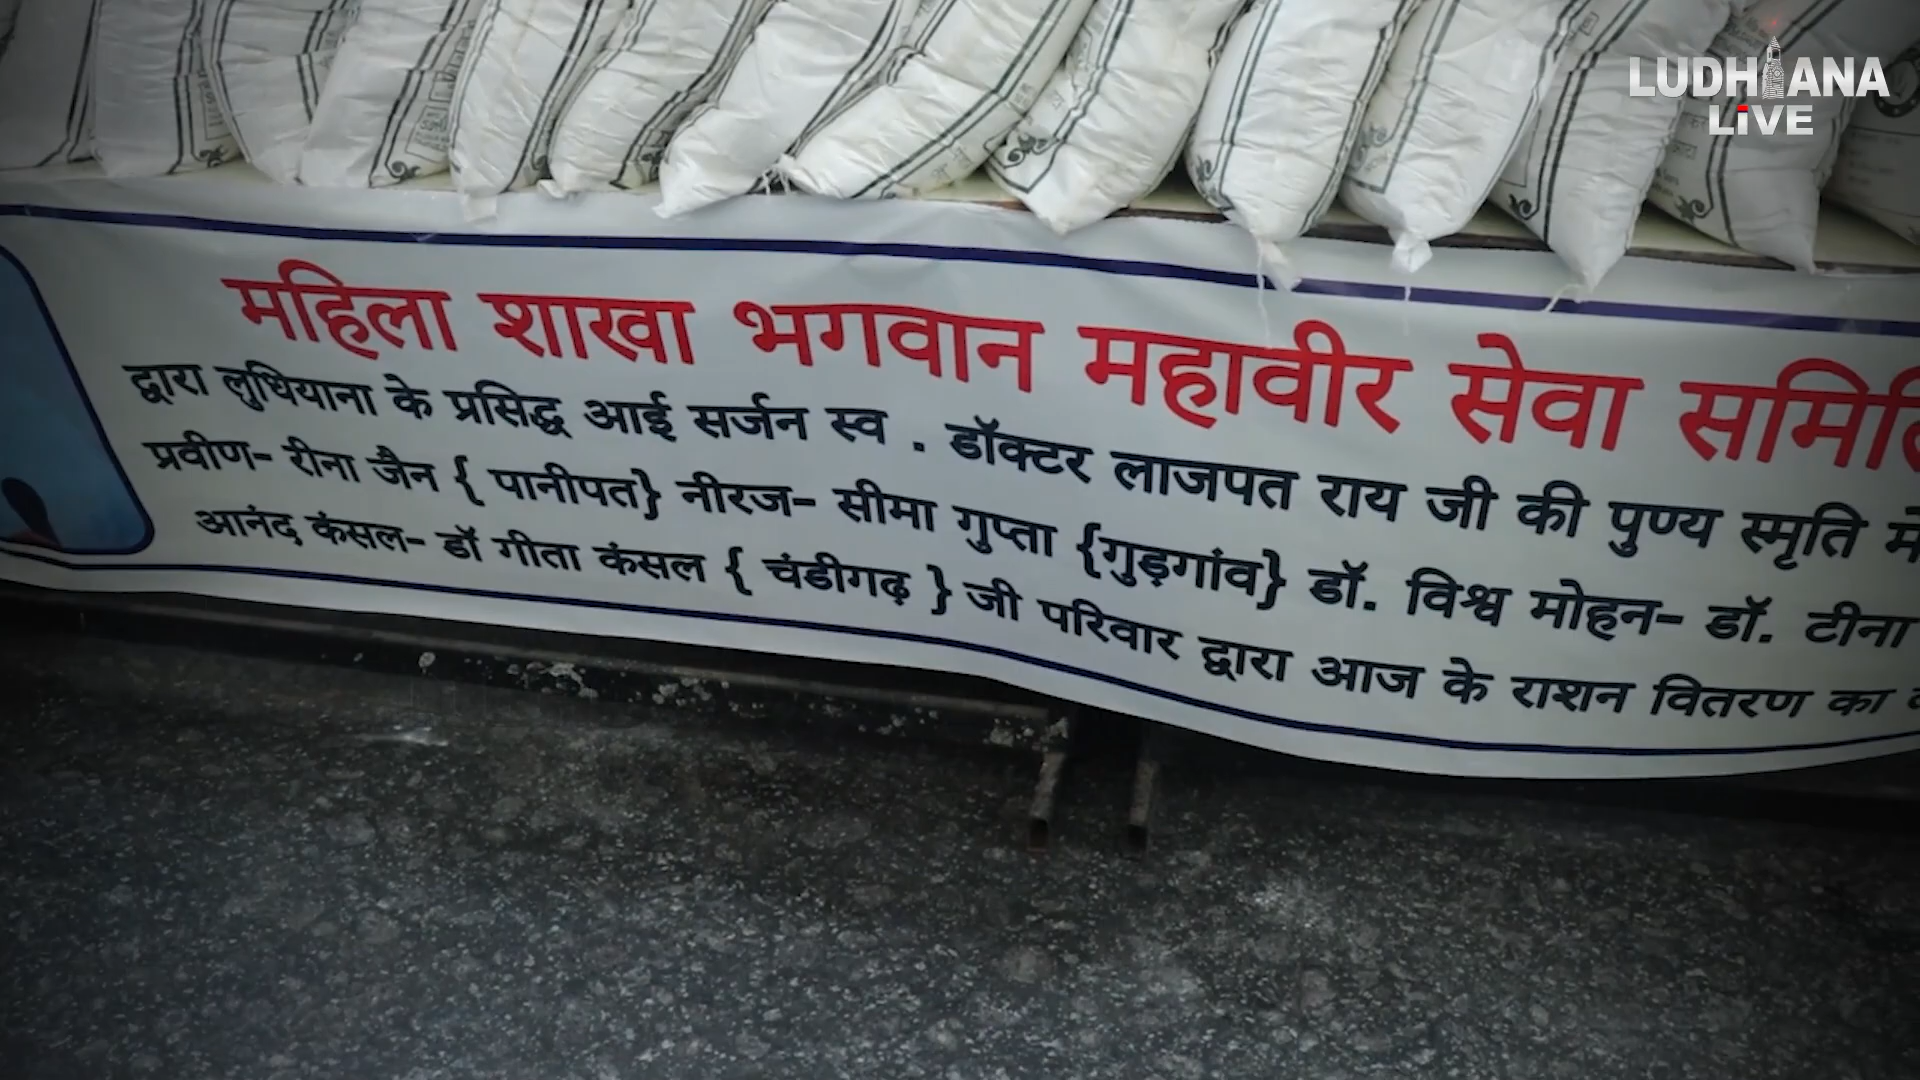 LUDHIANA
LiVE
महिला शाखा भगवान महावीर सेवा
द्वारा लुधियाना के प्रसिद्ध आई सर्जन स्व . डॉक्टर लाजपत राय जी की पुण्य स्मृति में
प्रवीण- रीना जैन { पानीपत} नीरज- सीमा गुप्ता {गुड़गांव} डॉ. विश्व मोहन- डॉ. टीना
आनंद कंसल- डॉ गीता कंसल { चंडीगढ़ } जी परिवार द्वारा आज के राशन वितरण का